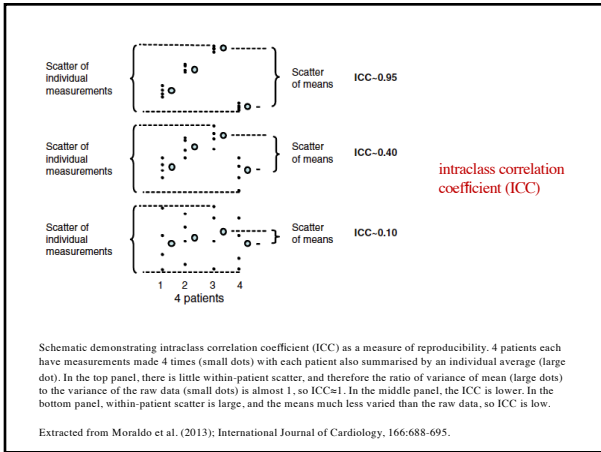 Scatter of
individual
measurements
Scatter
of means
ICC~0.95
Scatter of
individual
measurements
Scatter
of means
ICC~0.40
intraclass correlation
coefficient (ICC)
Scatter of
individual
measurements
Scatter
of means
ICC~0.10
1 2 3 4
4 patients
Schematic demonstrating intraclass correlation coefficient (ICC) as a measure of reproducibility. 4 patients each
have measurements made 4 times (small dots) with each patient also summarised by an individual average (large
dot). In the top panel, there is little within-patient scatter, and therefore the ratio of variance of mean (large dots)
to the variance of the raw data (small dots) is almost 1, so ICC≈1. In the middle panel, the ICC is lower. In the
bottom panel, within-patient scatter is large, and the means much less varied than the raw data, so ICC is low.
Extracted from Moraldo et al. (2013); International Journal of Cardiology, 166:688-695.